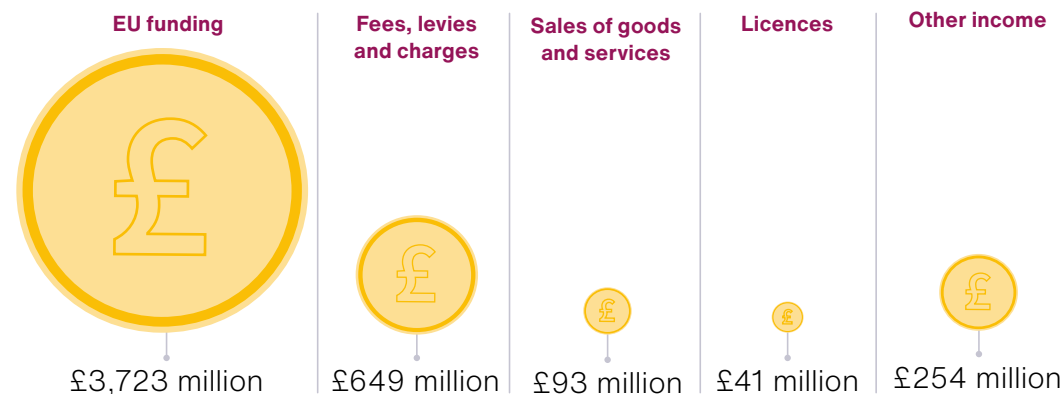 EU funding
£
£3,723 million
Fees, levies
and charges
£
£649 million
Sales of goods
and services
£
£93 million
Licences
£
£41 million
Other income
£
£254 million